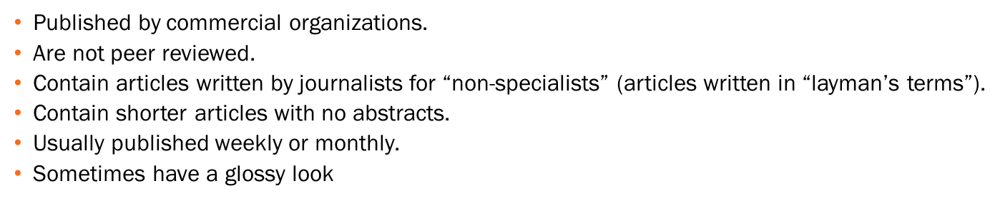 • Published by commercial organizations.
• Are not peer reviewed.
• Contain articles written by journalists for “non-specialists” (articles written in “layman’s terms”).
• Contain shorter articles with no abstracts.
• Usually published weekly or monthly.
• Sometimes have a glossy look